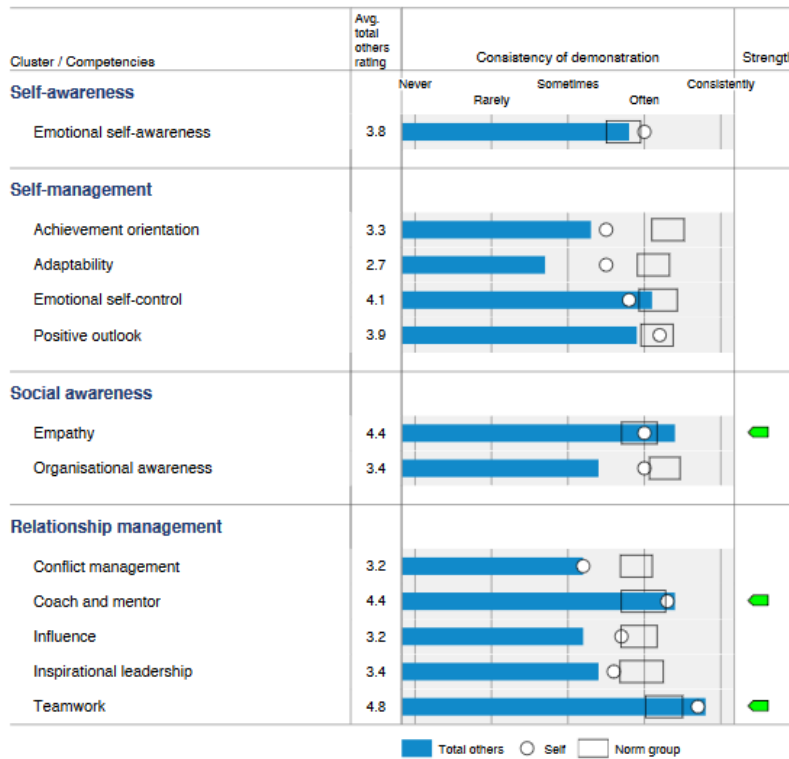 Cluster / Competencies
Avg.
total
others
rating
Consistency of demonstration
Strengt
Never Sometimes Consistently
Rarely Often
Self-awareness
Emotional self-awareness 3.8
Self-management
Achievement orientation 3.3
Adaptability 2.7
Emotional self-control 4.1
Positive outlook 3.9
Social awareness
Empathy 4.4
Organisational awareness 3.4
Relationship management
Conflict management 3.2
Coach and mentor 4.4
Influence 3.2
Inspirational leadership 3.4
Teamwork 4.8
Total others Self Norm group